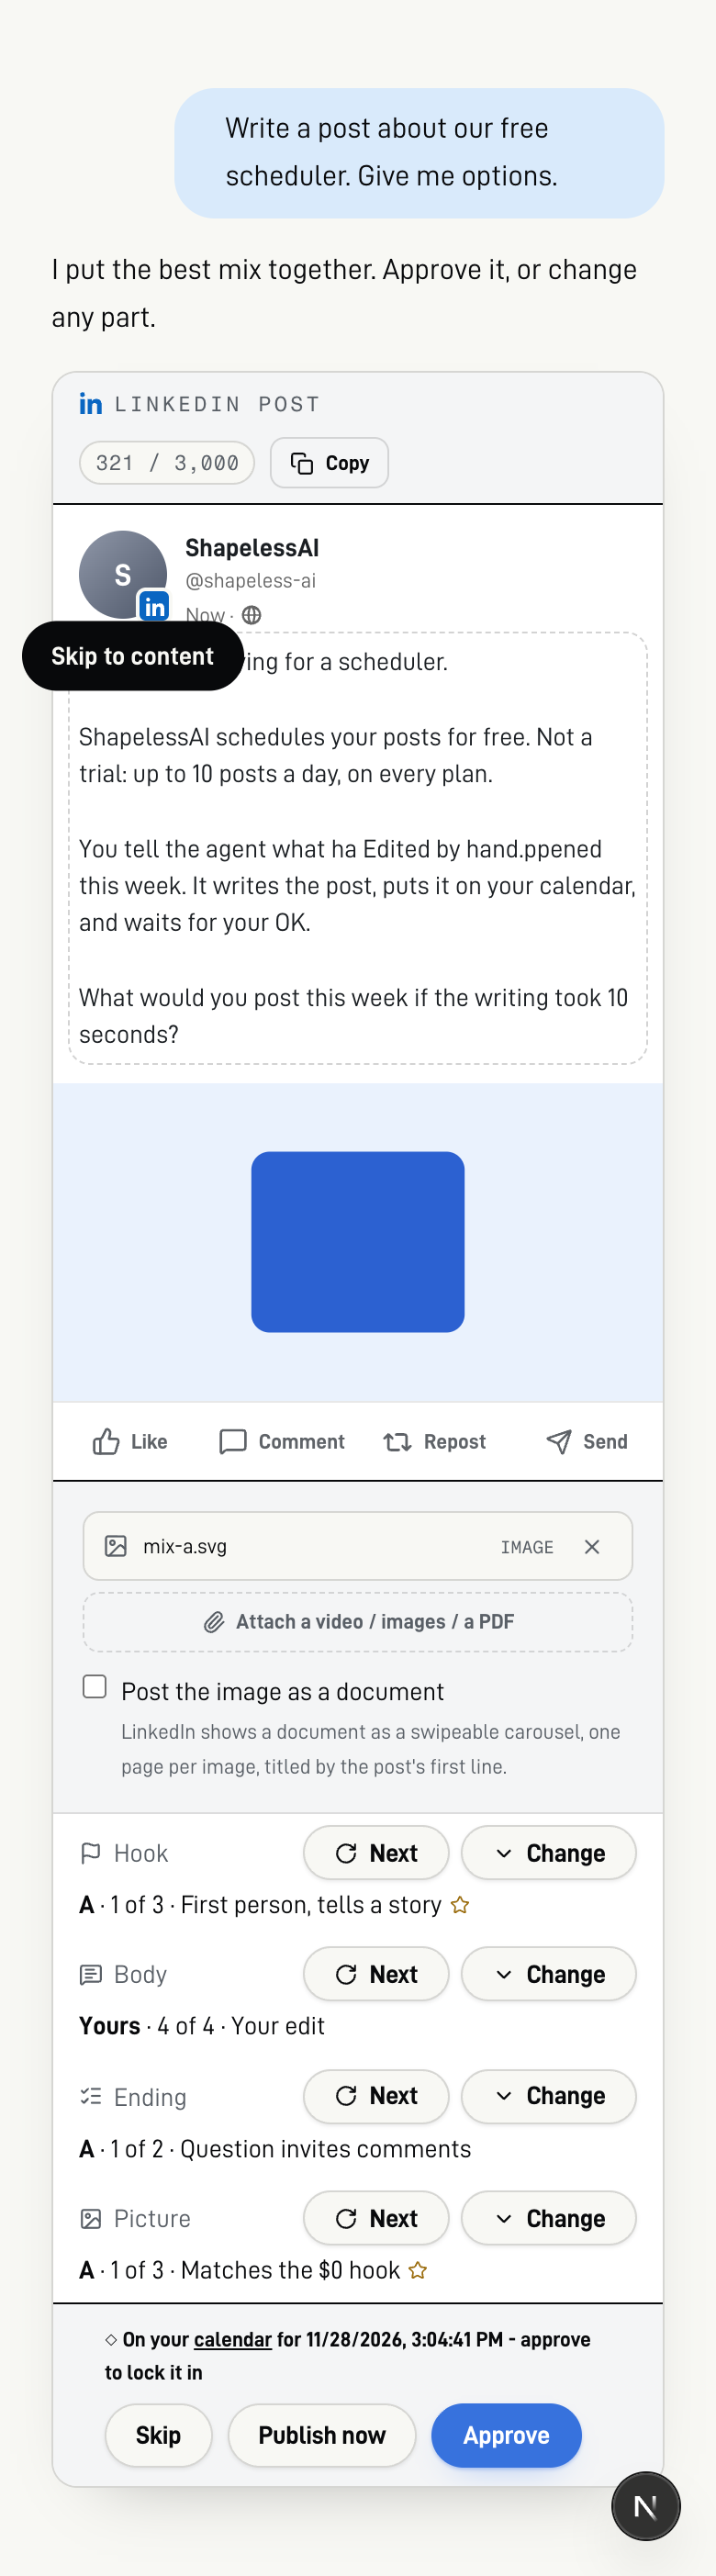 Write a post about our free
scheduler. Give me options.
I put the best mix together. Approve it, or change
any part.
in LINKEDIN POST
321 / 3,000
Copy
S
in
ShapelessAI
@shapeless-ai
Now ·
Skip to content
ing for a scheduler.
ShapelessAI schedules your posts for free. Not a
trial: up to 10 posts a day, on every plan.
You tell the agent what ha Edited by hand.ppened
this week. It writes the post, puts it on your calendar,
and waits for your OK.
What would you post this week if the writing took 10
seconds?
Like Comment Repost Send
mix-a.svg IMAGE
Attach a video / images / a PDF
Post the image as a document
LinkedIn shows a document as a swipeable carousel, one
page per image, titled by the post's first line.
Hook Next Change
A · 1 of 3 · First person, tells a story
Body Next Change
Yours · 4 of 4 · Your edit
Ending Next Change
A · 1 of 2 · Question invites comments
Picture Next Change
A · 1 of 3 · Matches the $0 hook
◇ On your calendar for 11/28/2026, 3:04:41 PM - approve
to lock it in
Skip Publish now Approve
N